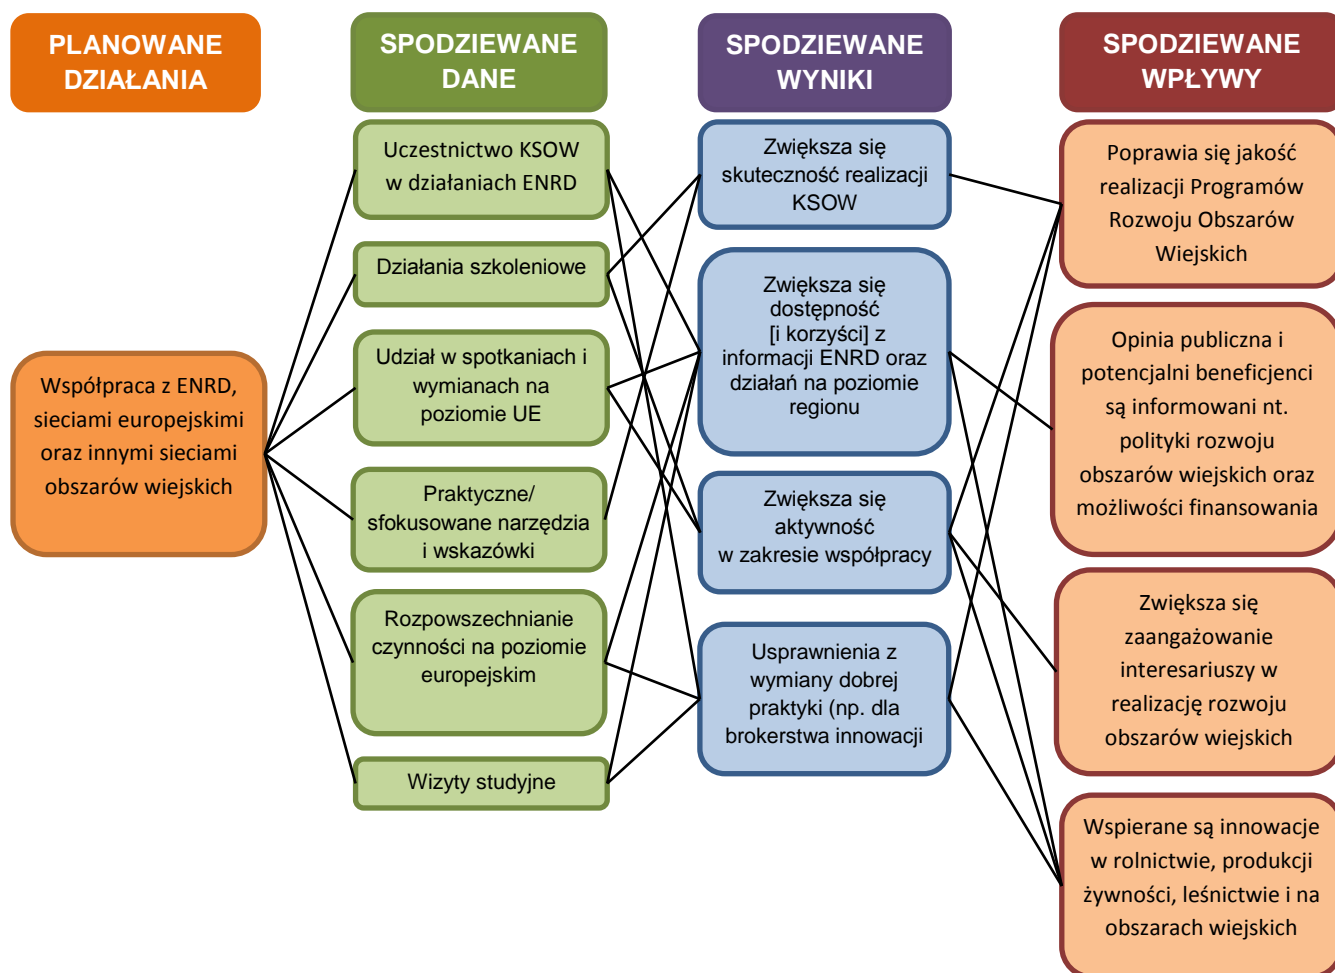 PLANOWANE
DZIAŁANIA
SPODZIEWANE
DANE
SPODZIEWANE
WYNIKI
SPODZIEWANE
WPŁYWY
Współpraca z ENRD,
sieciami europejskimi
oraz innymi sieciami
obszarów wiejskich
Uczestnictwo KSOW
w działaniach ENRD
Działania szkoleniowe
Udział w spotkaniach i
wymianach na
poziomie UE
Praktyczne/
sfokusowane narzędzia
i wskazówki
Rozpowszechnianie
czynności na poziomie
europejskim
Wizyty studyjne
Zwiększa się
skuteczność realizacji
KSOW
Zwiększa się
dostępność
[i korzyści] z
informacji ENRD oraz
działań na poziomie
regionu
Zwiększa się
aktywność
w zakresie współpracy
Usprawnienia z
wymiany dobrej
praktyki (np. dla
brokerstwa innowacji
Poprawia się jakość
realizacji Programów
Rozwoju Obszarów
Wiejskich
Opinia publiczna i
potencjalni beneficjenci
są informowani nt.
polityki rozwoju
obszarów wiejskich oraz
możliwości finansowania
Zwiększa się
zaangażowanie
interesariuszy w
realizację rozwoju
obszarów wiejskich
Wspierane są innowacje
w rolnictwie, produkcji
żywności, leśnictwie i na
obszarach wiejskich